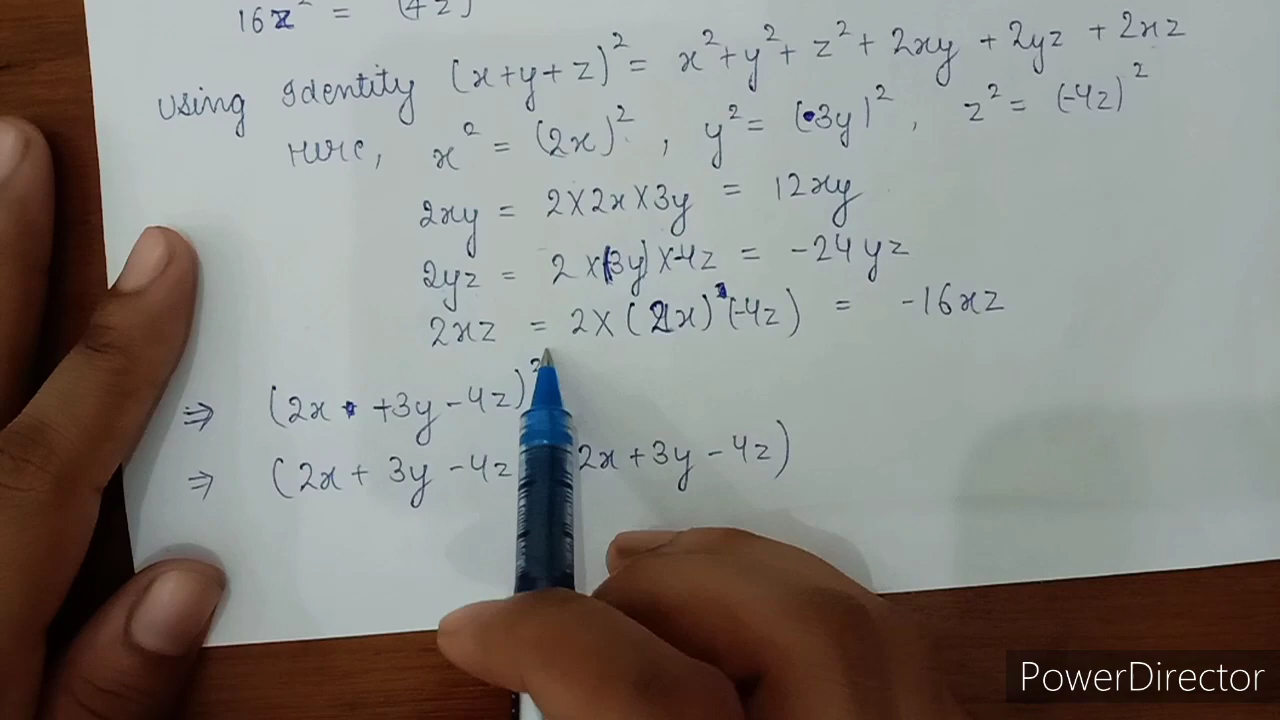 16z² = (4z)
Using Identity (x+y+z)² = x²+y²+z²+2xy+2yz+2xz
Here, x² = (2x)², y² = (3y)², z² = (-4z)²
2xy = 2×2x×3y = 12xy
2yz = 2×(3y)×-4z = -24yz
2xz = 2×(2x)(-4z) = -16xz
⇒ (2x+3y-4z)²
⇒ (2x+3y-4z 2x+3y-4z)
PowerDirector